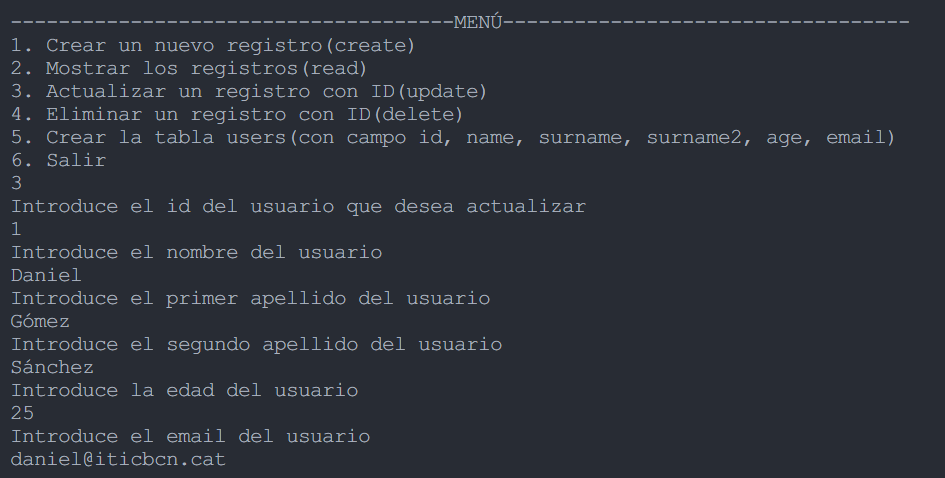 -------------------------------------MENÚ----------------------------------
1. Crear un nuevo registro(create)
2. Mostrar los registros(read)
3. Actualizar un registro con ID(update)
4. Eliminar un registro con ID(delete)
5. Crear la tabla users(con campo id, name, surname, surname2, age, email)
6. Salir
3
Introduce el id del usuario que desea actualizar
1
Introduce el nombre del usuario
Daniel
Introduce el primer apellido del usuario
Gómez
Introduce el segundo apellido del usuario
Sánchez
Introduce la edad del usuario
25
Introduce el email del usuario
daniel@iticbcn.cat